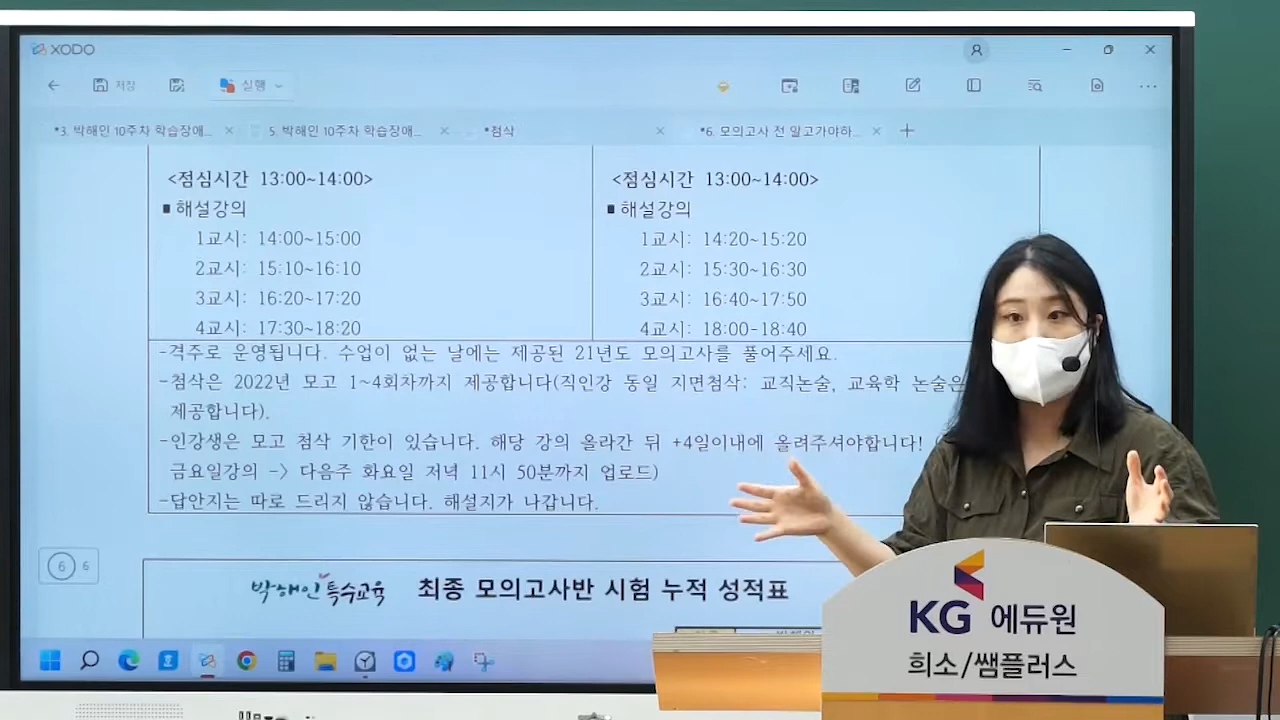 XODO
저장
실행
*3. 박해인 10주차 학습장애...
5. 박해인 10주차 학습장애...
*첨삭
*6. 모의고사 전 알고가야하...
<점심시간 13:00~14:00>
■ 해설강의
1교시: 14:00~15:00
2교시: 15:10~16:10
3교시: 16:20~17:20
4교시: 17:30~18:20
<점심시간 13:00~14:00>
■ 해설강의
1교시: 14:20~15:20
2교시: 15:30~16:30
3교시: 16:40~17:50
4교시: 18:00-18:40
-격주로 운영됩니다. 수업이 없는 날에는 제공된 21년도 모의고사를 풀어주세요.
-첨삭은 2022년 모고 1~4회차까지 제공합니다(직인강 동일 지면첨삭: 교직논술, 교육학 논술은
제공합니다).
-인강생은 모고 첨삭 기한이 있습니다. 해당 강의 올라간 뒤 +4일이내에 올려주셔야합니다! (
금요일강의 -> 다음주 화요일 저녁 11시 50분까지 업로드)
-답안지는 따로 드리지 않습니다. 해설지가 나갑니다.
6 6
박해인 특수교육 최종 모의고사반 시험 누적 성적표
KG 에듀원
희소/쌤플러스